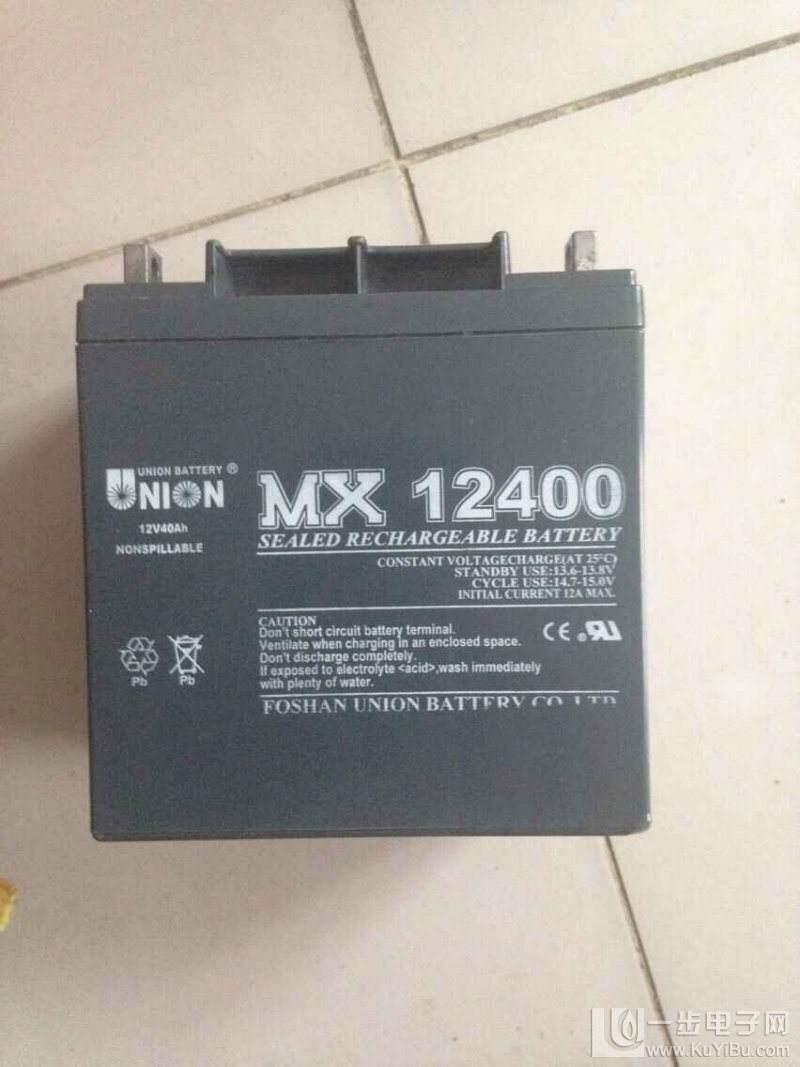 UNION BATTERY ®
UNION
12V40Ah
NONSPILLABLE
MX 12400
SEALED RECHARGEABLE BATTERY
CONSTANT VOLTAGECHARGE(AT 25°C)
STANDBY USE:13.6-13.8V
CYCLE USE:14.7-15.0V
INITIAL CURRENT 12A MAX.
CAUTION
Don't short circuit battery terminal.
Ventilate when charging in an enclosed space.
Don't discharge completely.
If exposed to electrolyte <acid>,wash immediately
with plenty of water.
CE
Pb
Pb
FOSHAN UNION BATTERY CO.,LTD
一步电子网
www.KuYiBu.com